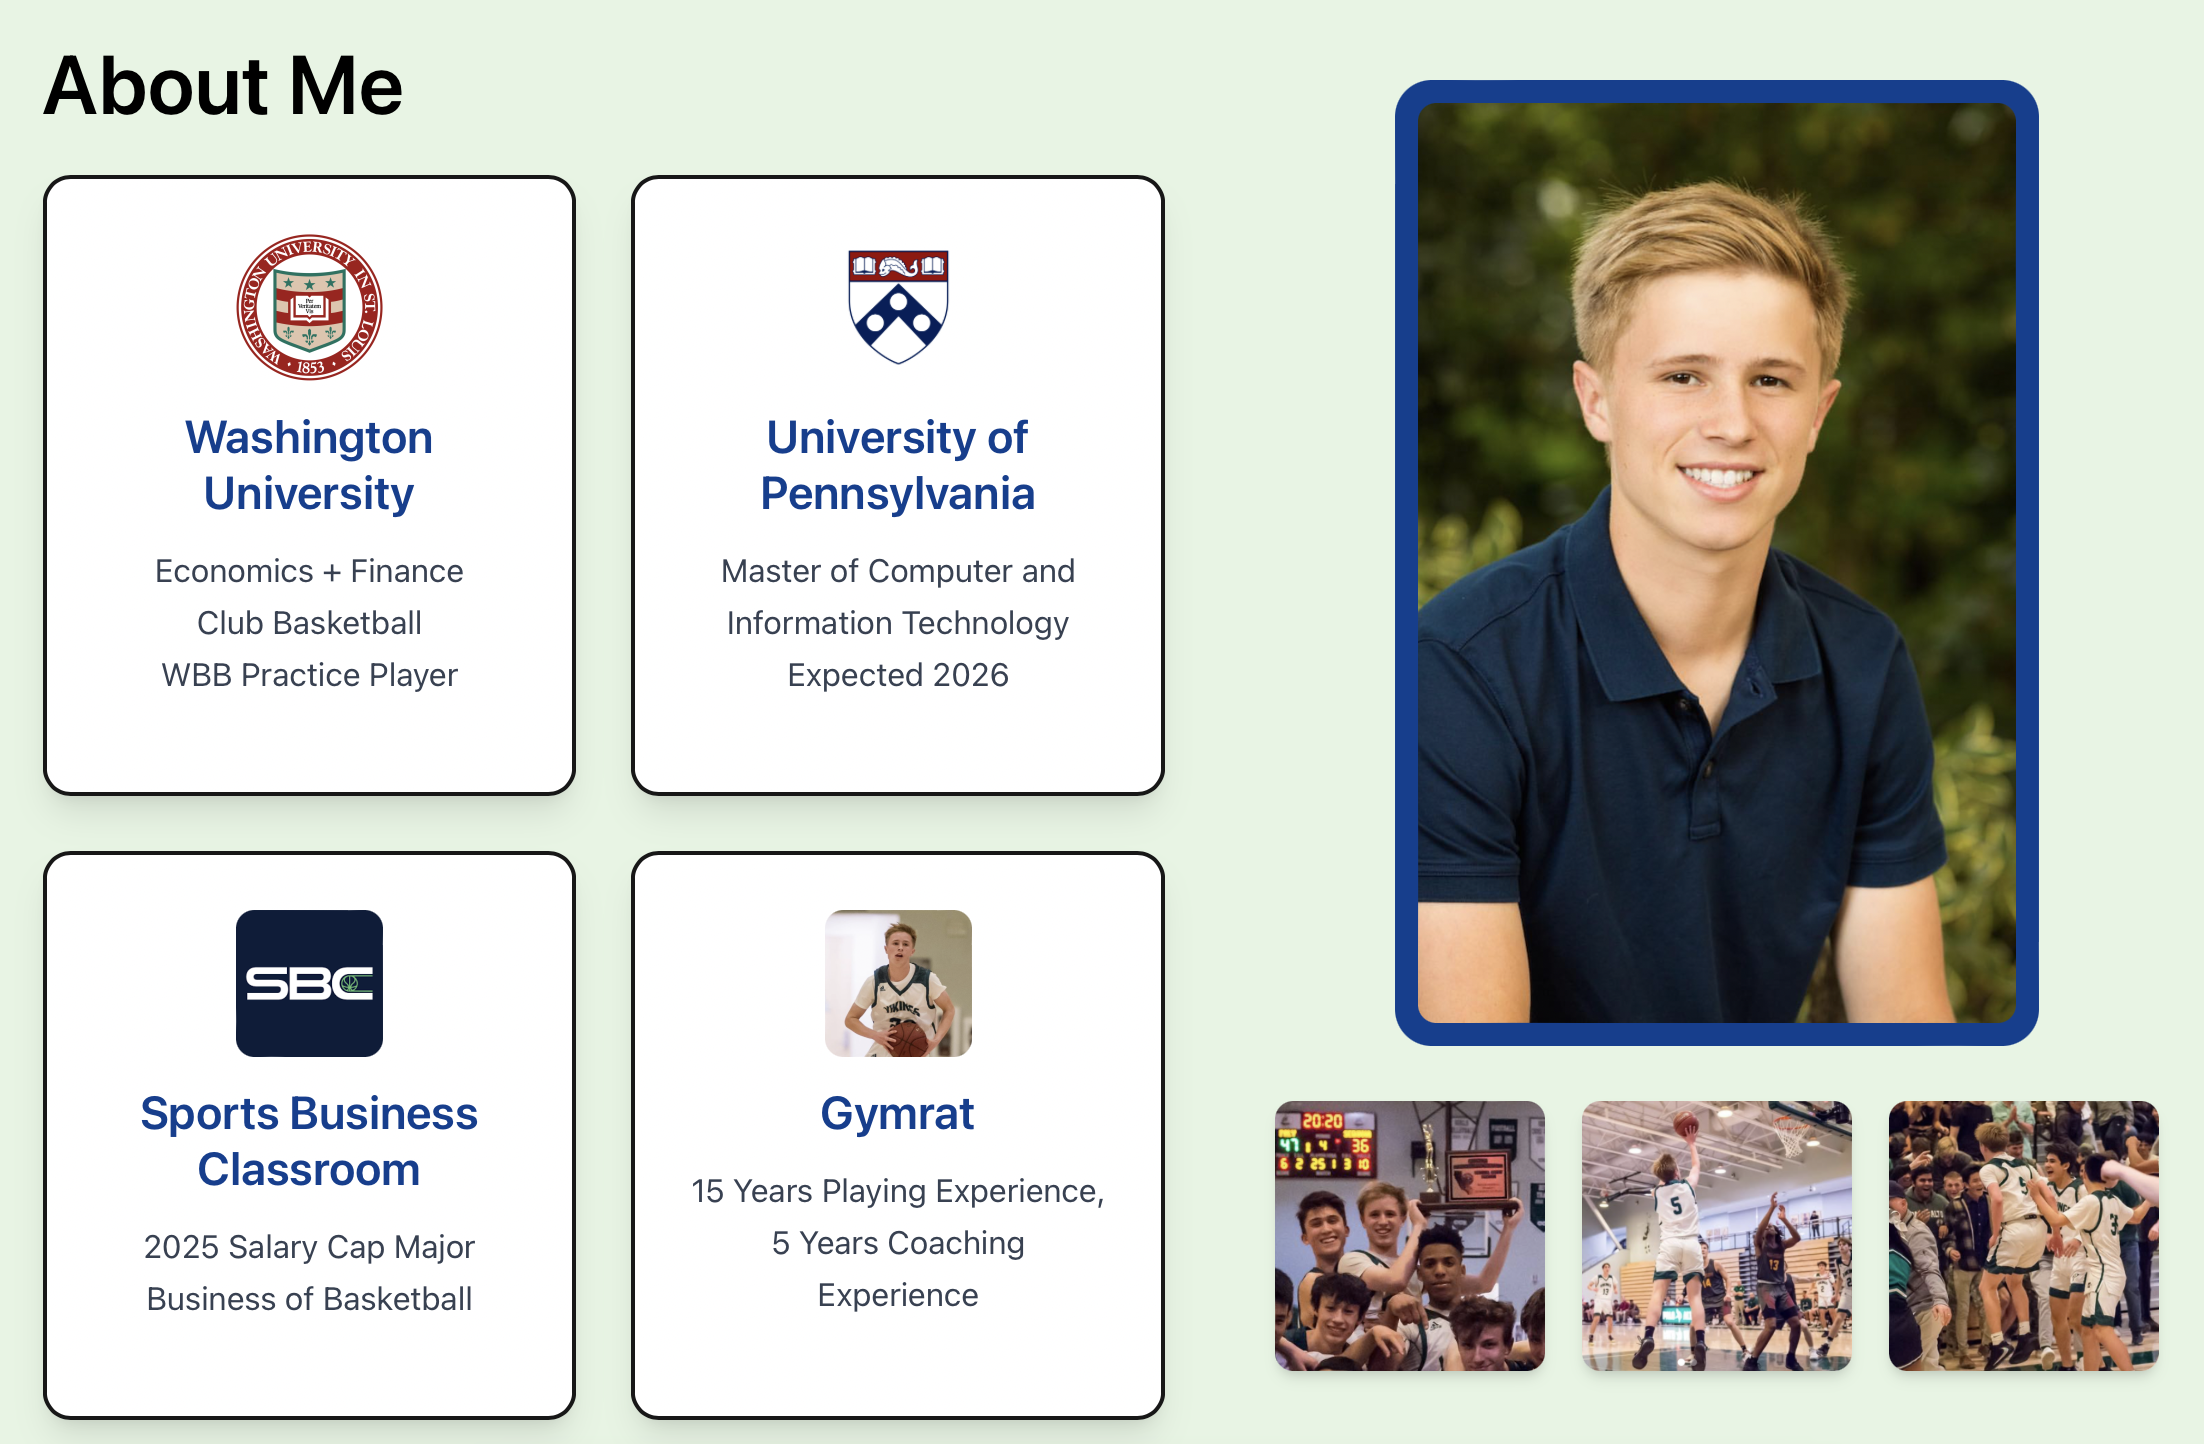 About Me
WASHINGTON UNIVERSITY IN ST. LOUIS
Per
Veritatem
Vis
1853
Washington
University
Economics + Finance
Club Basketball
WBB Practice Player
University of
Pennsylvania
Master of Computer and
Information Technology
Expected 2026
SBC
Sports Business
Classroom
2025 Salary Cap Major
Business of Basketball
VIKINGS
Gymrat
15 Years Playing Experience,
5 Years Coaching
Experience
20:20
47 4 36
6 2 25 1 3 10
5
13
5